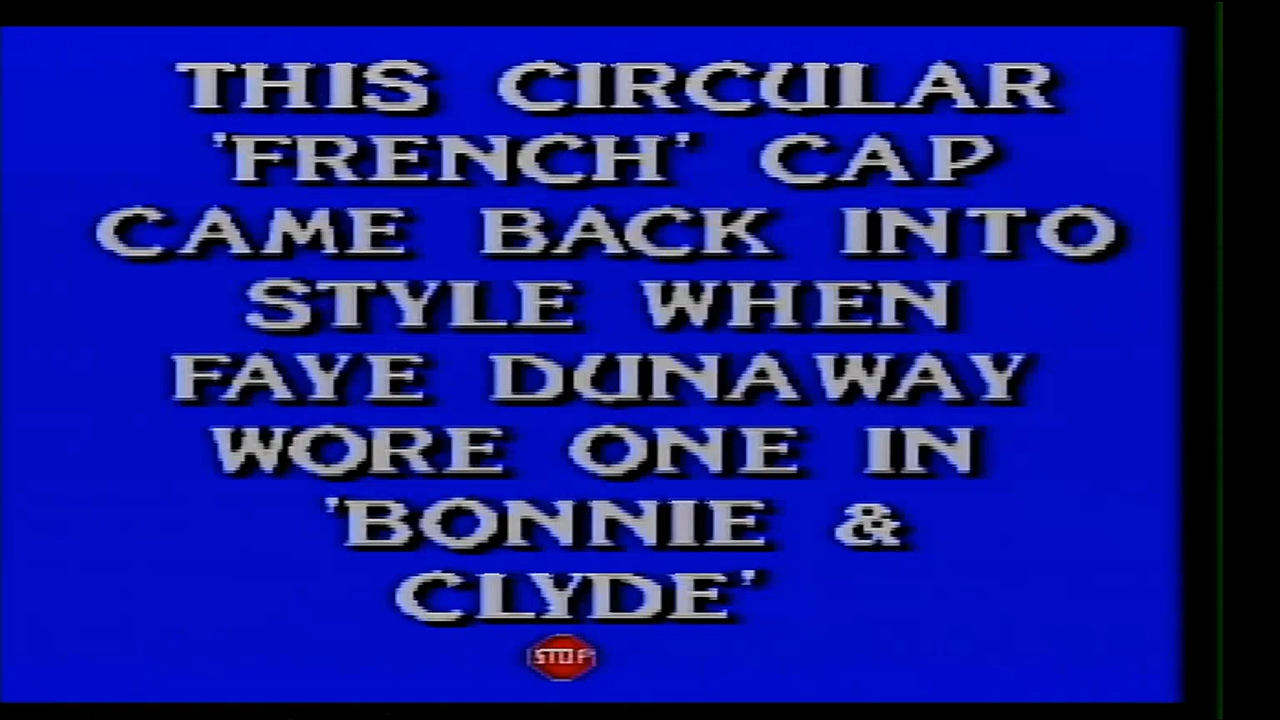 THIS CIRCULAR
'FRENCH' CAP
CAME BACK INTO
STYLE WHEN
FAYE DUNAWAY
WORE ONE IN
'BONNIE &
CLYDE'
STOP